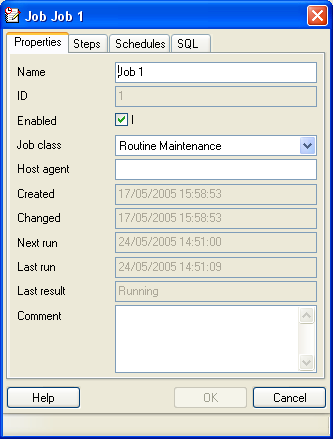 Job Job 1
Properties Steps Schedules SQL
Name Job 1
ID 1
Enabled
Job class Routine Maintenance
Host agent
Created 17/05/2005 15:58:53
Changed 17/05/2005 15:58:53
Next run 24/05/2005 14:51:00
Last run 24/05/2005 14:51:09
Last result Running
Comment
Help OK Cancel